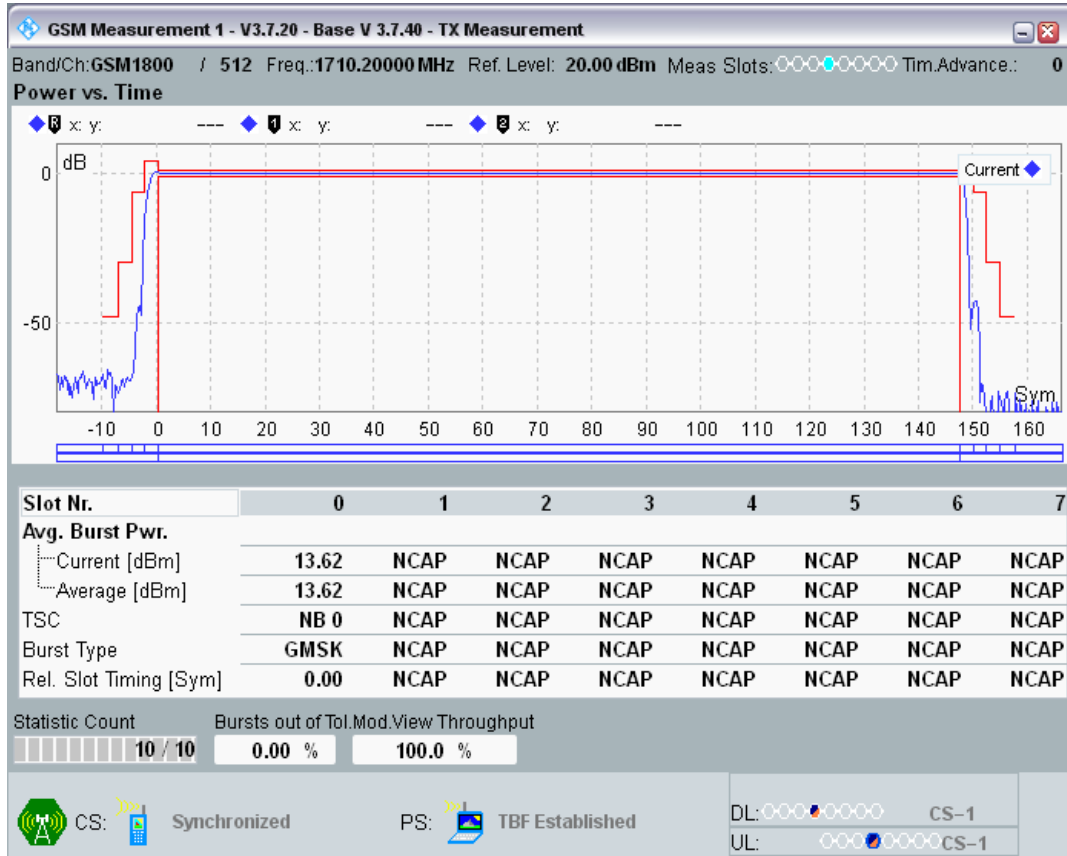 GSM Measurement 1 - V3.7.20 - Base V 3.7.40 - TX Measurement
Band/Ch:GSM1800 / 512 Freq.:1710.20000 MHz Ref. Level: 20.00 dBm Meas Slots: Tim.Advance.: 0
Power vs. Time
R x: y: --- 1 x: y: --- 2 x: y: ---
dB
Current
0
-50
Sym
-10 0 10 20 30 40 50 60 70 80 90 100 110 120 130 140 150 160
Slot Nr. 0 1 2 3 4 5 6 7
Avg. Burst Pwr.
Current [dBm] 13.62 NCAP NCAP NCAP NCAP NCAP NCAP NCAP
Average [dBm] 13.62 NCAP NCAP NCAP NCAP NCAP NCAP NCAP
TSC NB 0 NCAP NCAP NCAP NCAP NCAP NCAP NCAP
Burst Type GMSK NCAP NCAP NCAP NCAP NCAP NCAP NCAP
Rel. Slot Timing [Sym] 0.00 NCAP NCAP NCAP NCAP NCAP NCAP NCAP
Statistic Count Bursts out of Tol. Mod.View Throughput
10 / 10 0.00 % 100.0 %
CS: Synchronized PS: TBF Established DL: CS-1
UL: CS-1